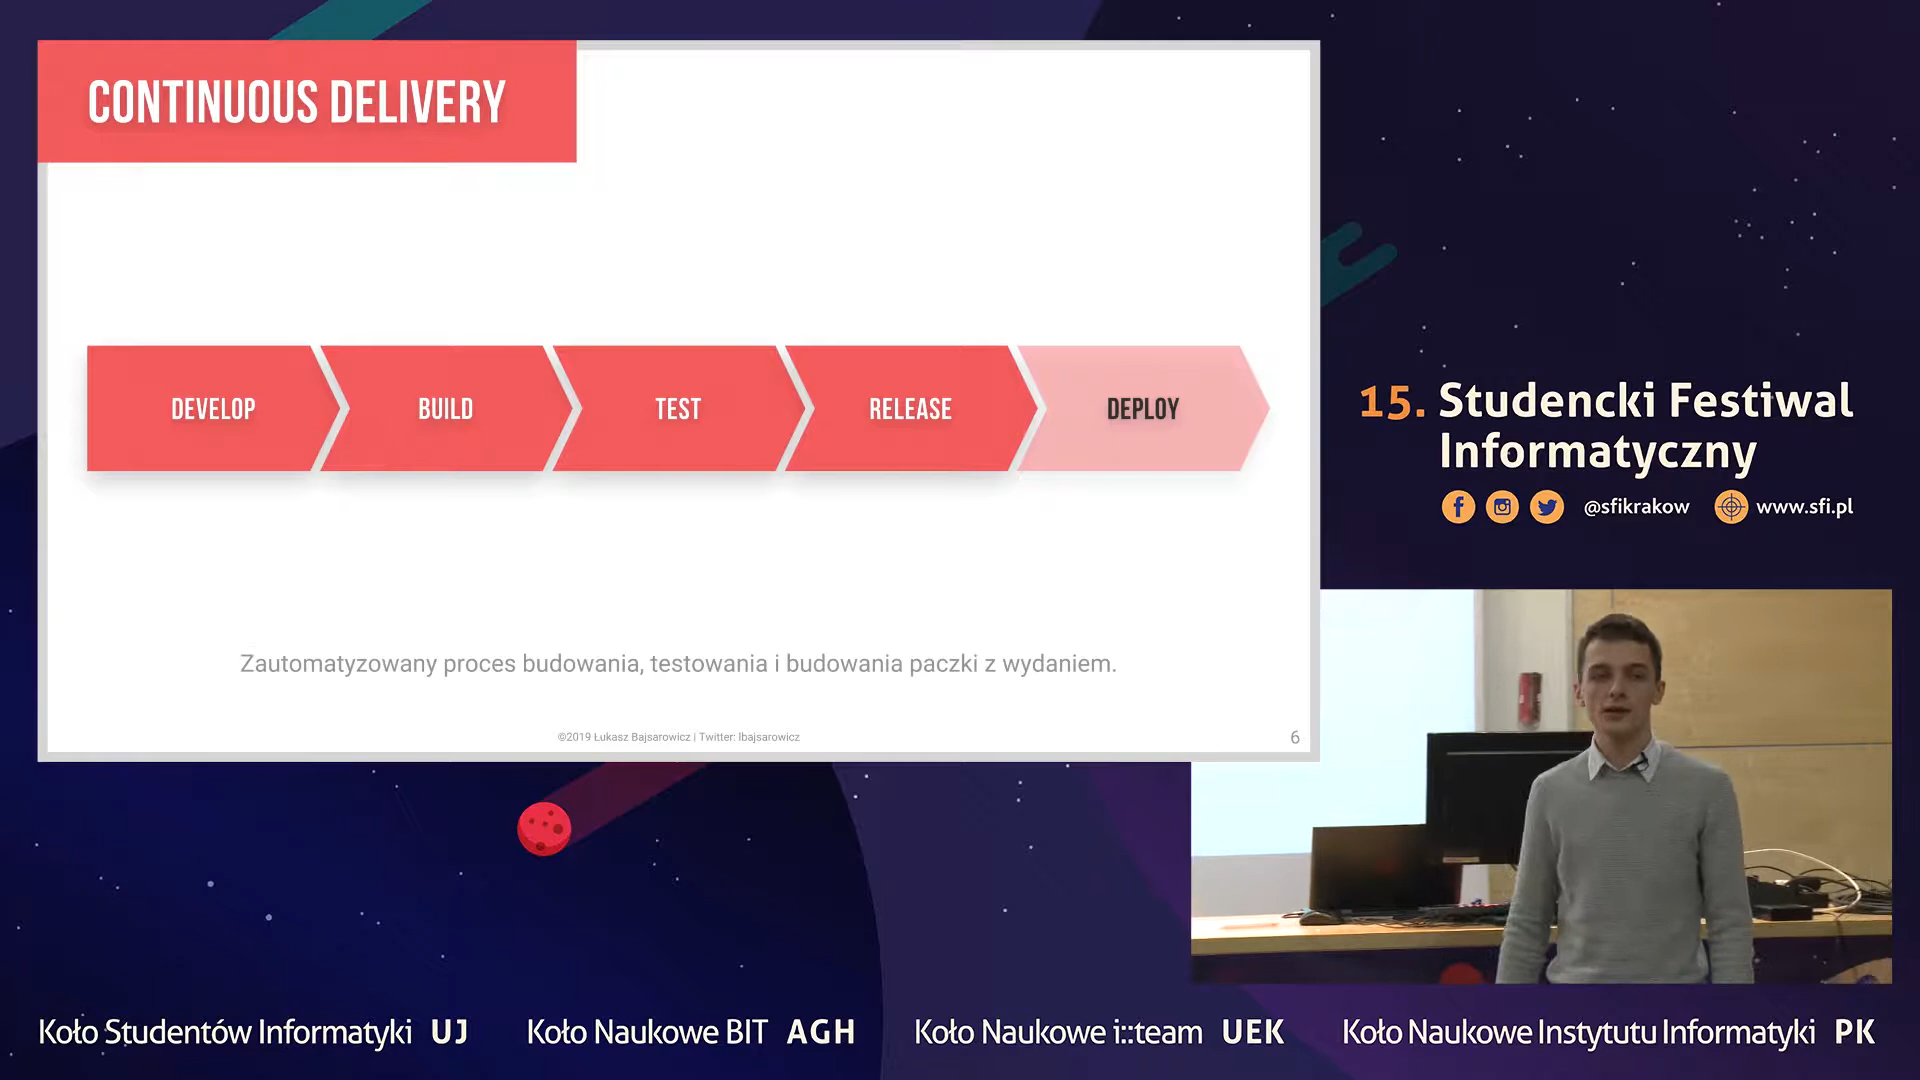 CONTINUOUS DELIVERY
DEVELOP
BUILD
TEST
RELEASE
DEPLOY
Zautomatyzowany proces budowania, testowania i budowania paczki z wydaniem.
©2019 Łukasz Bajsarowicz | Twitter: lbajsarowicz
6
15. Studencki Festiwal
Informatyczny
@sfikrakow www.sfi.pl
Koło Studentów Informatyki UJ
Koło Naukowe BIT AGH
Koło Naukowe i::team UEK
Koło Naukowe Instytutu Informatyki PK